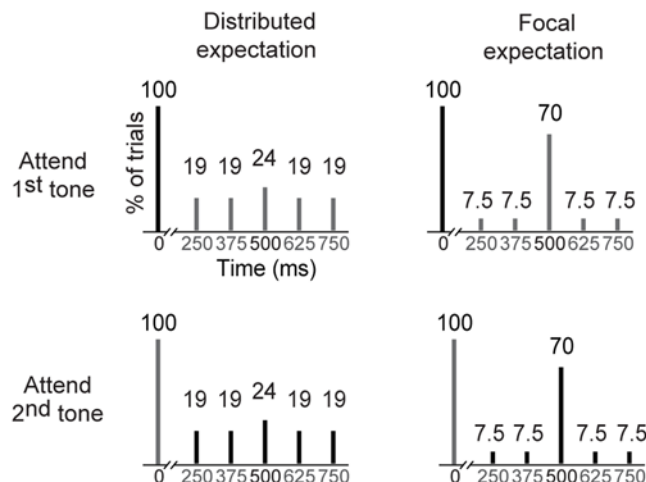 Distributed
expectation
Focal
expectation
Attend
1st tone
% of trials
100
19 19 24 19 19
0 250 375 500 625 750
Time (ms)
100
7.5 7.5 70 7.5 7.5
0 250 375 500 625 750
Attend
2nd tone
100
19 19 24 19 19
0 250 375 500 625 750
100
7.5 7.5 70 7.5 7.5
0 250 375 500 625 750